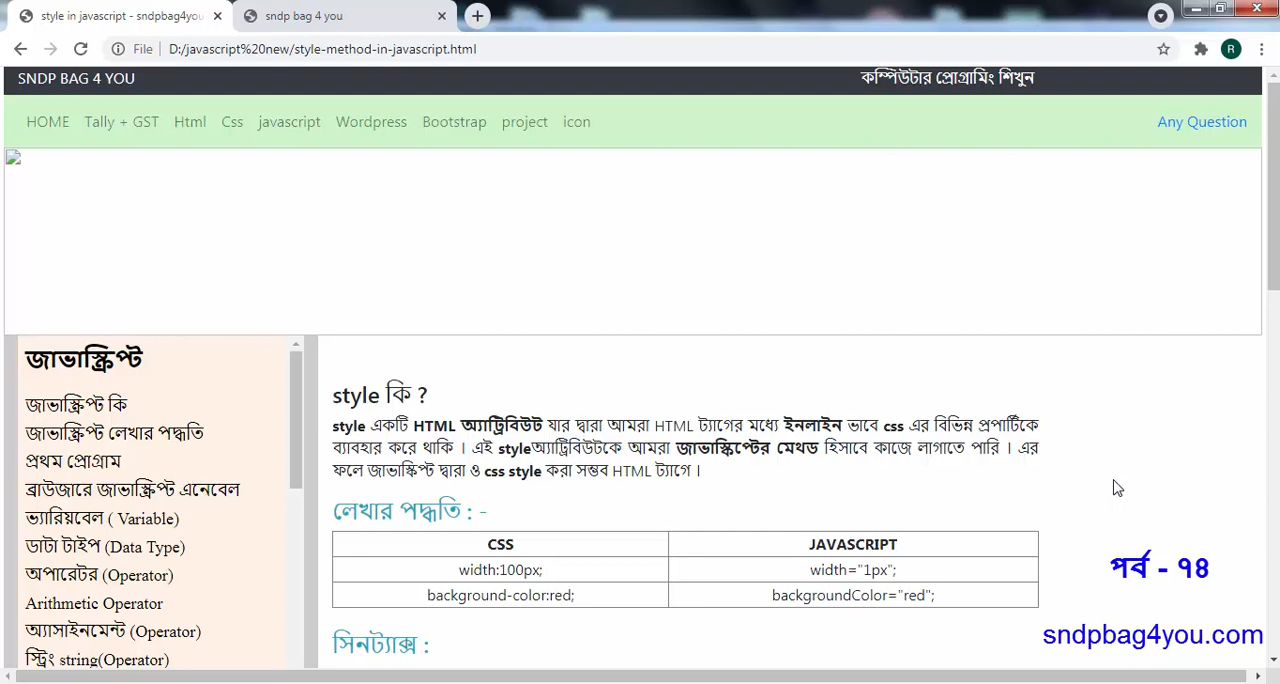 style in javascript - sndpbag4you
sndp bag 4 you
File D:/javascript%20new/style-method-in-javascript.html
R
SNDP BAG 4 YOU
কম্পিউটার প্রোগ্রামিং শিখুন
HOME Tally + GST Html Css javascript Wordpress Bootstrap project icon Any Question
জাভাস্ক্রিপ্ট
জাভাস্ক্রিপ্ট কি
জাভাস্ক্রিপ্ট লেখার পদ্ধতি
প্রথম প্রোগ্রাম
ব্রাউজারে জাভাস্ক্রিপ্ট এনেবেল
ভ্যারিয়বেল ( Variable)
ডাটা টাইপ (Data Type)
অপারেটর (Operator)
Arithmetic Operator
অ্যাসাইনমেন্ট (Operator)
স্ট্রিং string(Operator)
style কি ?
style একটি HTML অ্যাট্রিবিউট যার দ্বারা আমরা HTML ট্যাগের মধ্যে ইনলাইন ভাবে css এর বিভিন্ন প্রপার্টিকে
ব্যাবহার করে থাকি । এই styleঅ্যাট্রিবিউটকে আমরা জাভাস্কিপ্টের মেথড হিসাবে কাজে লাগাতে পারি । এর
ফলে জাভাস্কিপ্ট দ্বারা ও css style করা সম্ভব HTML ট্যাগে ।
লেখার পদ্ধতি : -
CSS JAVASCRIPT
width:100px; width="1px";
background-color:red; backgroundColor="red";
সিনট্যাক্স :
পর্ব - ১৪
sndpbag4you.com